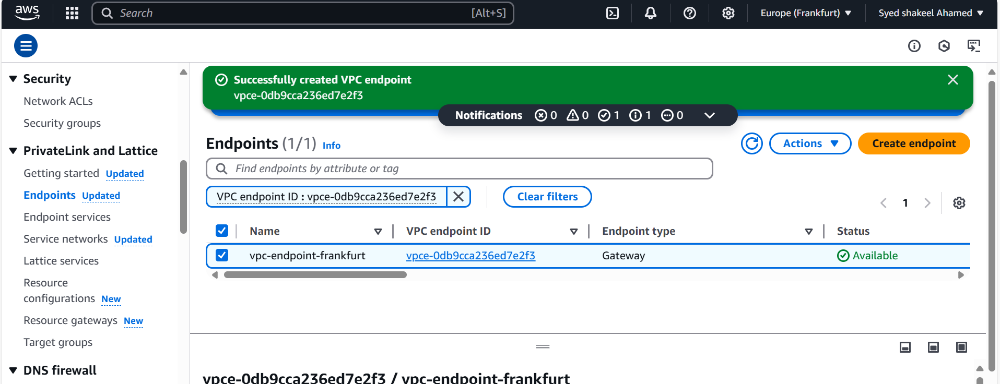 aws
Search [Alt+S]
Europe (Frankfurt)
Syed shakeel Ahamed
Security
Network ACLs
Security groups
PrivateLink and Lattice
Getting started Updated
Endpoints Updated
Endpoint services
Service networks Updated
Lattice services
Resource
configurations New
Resource gateways New
Target groups
DNS firewall
Successfully created VPC endpoint
vpce-0db9cca236ed7e2f3
Notifications 0 0 1 1 0
Endpoints (1/1) Info
Actions
Create endpoint
Find endpoints by attribute or tag
VPC endpoint ID : vpce-0db9cca236ed7e2f3
Clear filters
1
Name VPC endpoint ID Endpoint type Status
vpc-endpoint-frankfurt vpce-0db9cca236ed7e2f3 Gateway Available
vpce-0db9cca236ed7e2f3 / vpc-endpoint-frankfurt